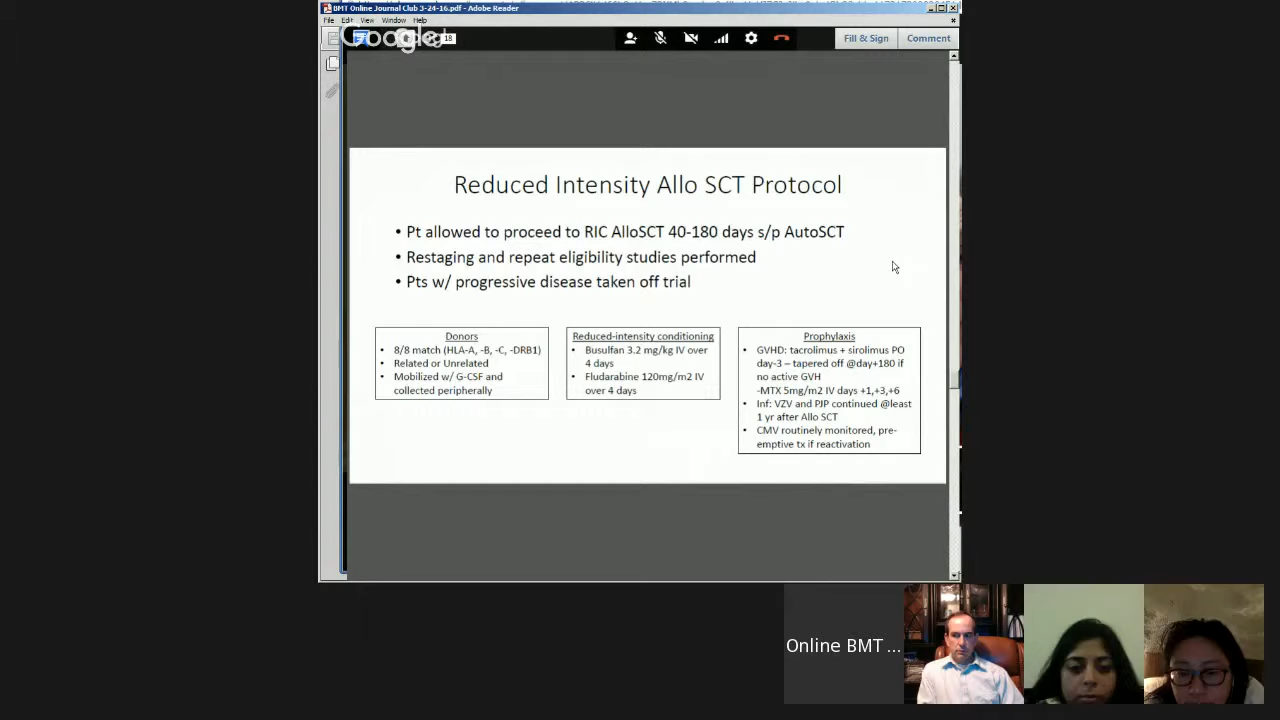 BMT Online Journal Club 3-24-16.pdf - Adobe Reader
File Edit View Window Help
Google
18
Fill & Sign Comment
Reduced Intensity Allo SCT Protocol
• Pt allowed to proceed to RIC AlloSCT 40-180 days s/p AutoSCT
• Restaging and repeat eligibility studies performed
• Pts w/ progressive disease taken off trial
Donors
• 8/8 match (HLA-A, -B, -C, -DRB1)
• Related or Unrelated
• Mobilized w/ G-CSF and
collected peripherally
Reduced-intensity conditioning
• Busulfan 3.2 mg/kg IV over
4 days
• Fludarabine 120mg/m2 IV
over 4 days
Prophylaxis
• GVHD: tacrolimus + sirolimus PO
day-3 – tapered off @day+180 if
no active GVH
-MTX 5mg/m2 IV days +1,+3,+6
• Inf: VZV and PJP continued @least
1 yr after Allo SCT
• CMV routinely monitored, pre-
emptive tx if reactivation
Online BMT ...